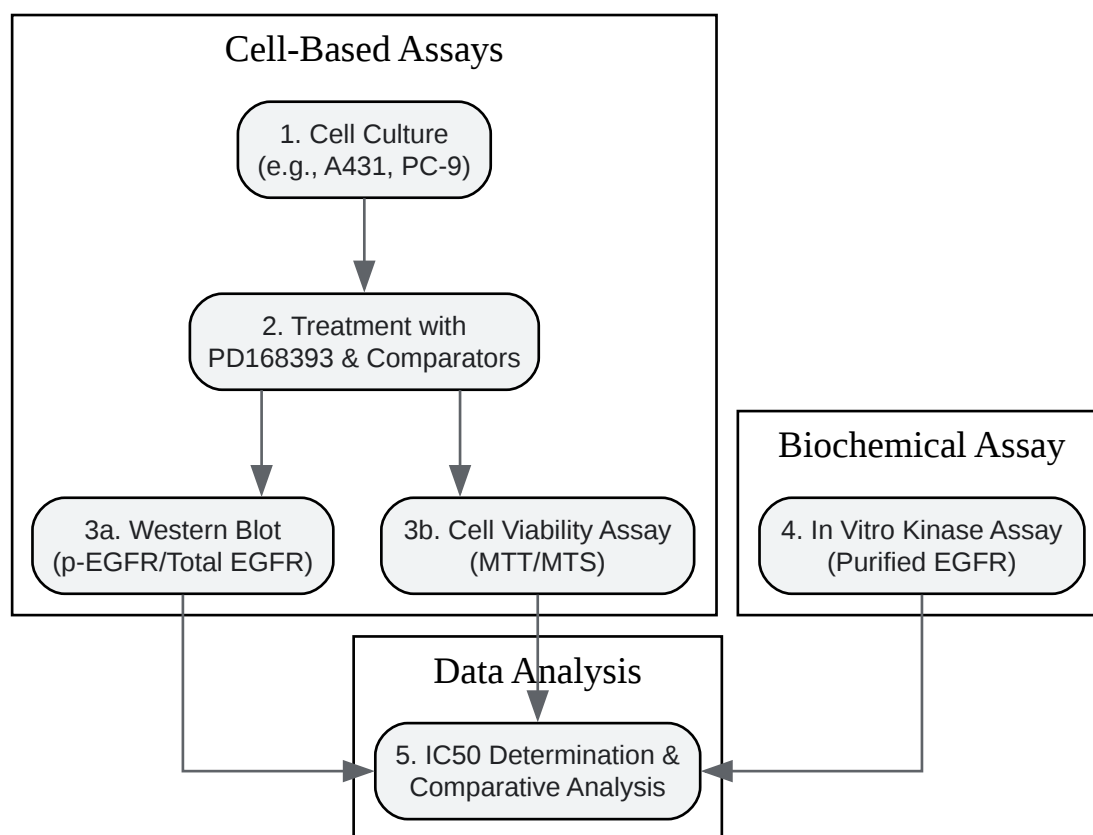 Cell-Based Assays
1. Cell Culture
(e.g., A431, PC-9)
2. Treatment with
PD168393 & Comparators
3a. Western Blot
(p-EGFR/Total EGFR)
3b. Cell Viability Assay
(MTT/MTS)
Biochemical Assay
4. In Vitro Kinase Assay
(Purified EGFR)
Data Analysis
5. IC50 Determination &
Comparative Analysis